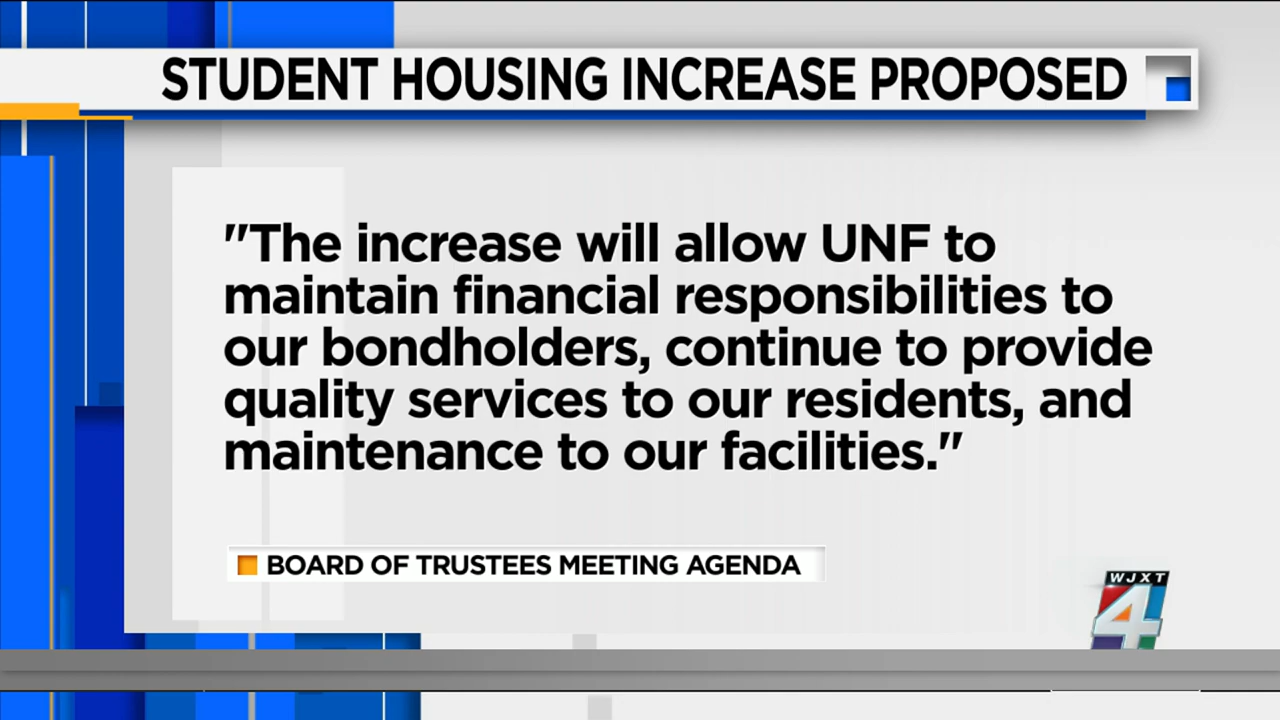 STUDENT HOUSING INCREASE PROPOSED
"The increase will allow UNF to
maintain financial responsibilities to
our bondholders, continue to provide
quality services to our residents, and
maintenance to our facilities."
BOARD OF TRUSTEES MEETING AGENDA
WJXT
4